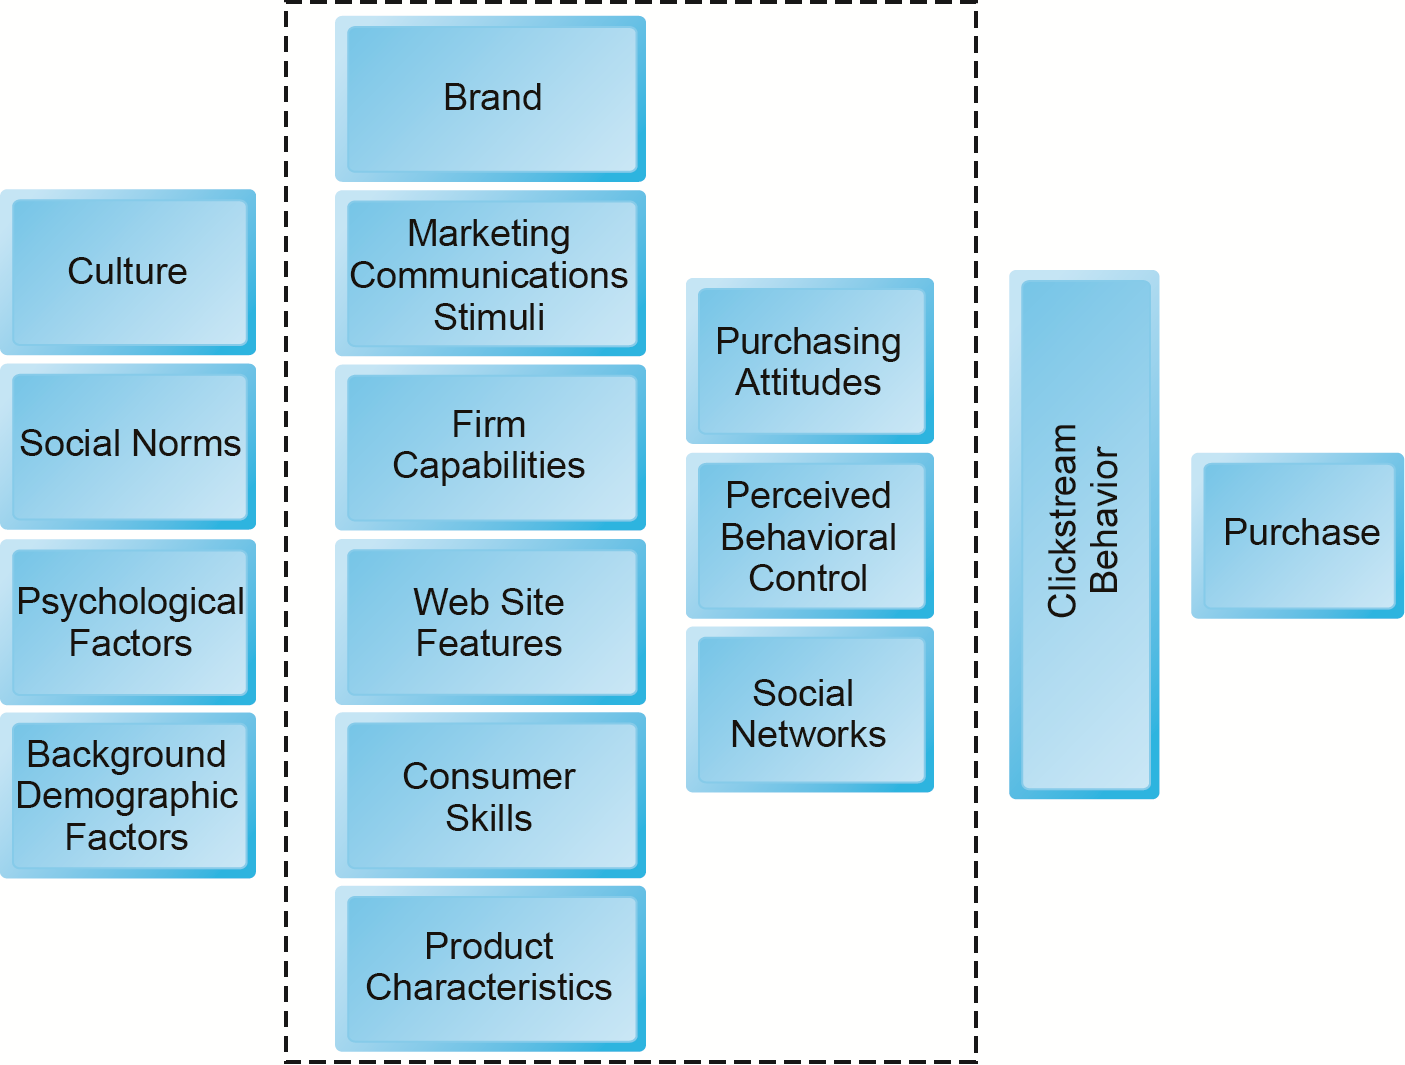 Culture
Social Norms
Psychological
Factors
Background
Demographic
Factors
Brand
Marketing
Communications
Stimuli
Firm
Capabilities
Web Site
Features
Consumer
Skills
Product
Characteristics
Purchasing
Attitudes
Perceived
Behavioral
Control
Social
Networks
Clickstream
Behavior
Purchase